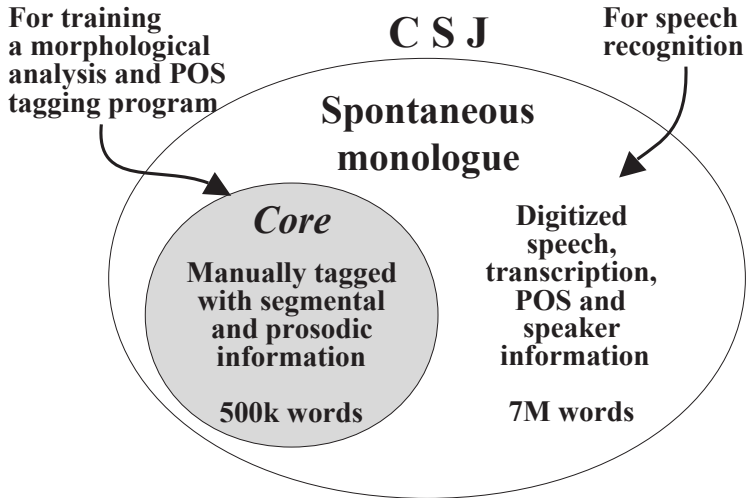 For training
a morphological
analysis and POS
tagging program
C S J
For speech
recognition
Spontaneous
monologue
Core
Manually tagged
with segmental
and prosodic
information
500k words
Digitized
speech,
transcription,
POS and
speaker
information
7M words